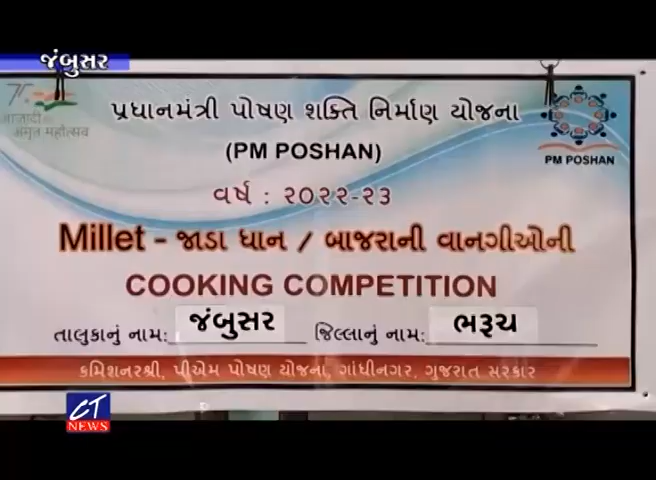 જંબુસર
પ્રધાનમંત્રી પોષણ શક્તિ નિર્માણ યોજના
(PM POSHAN)
PM POSHAN
વર્ષ : ૨૦૨૨-૨૩
Millet - જાડા ધાન / બાજરાની વાનગીઓની
COOKING COMPETITION
તાલુકાનું નામ: જંબુસર જિલ્લાનું નામ: ભરૂચ
કમિશનરશ્રી, પીએમ પોષણ યોજના, ગાંધીનગર, ગુજરાત સરકાર
CT
NEWS